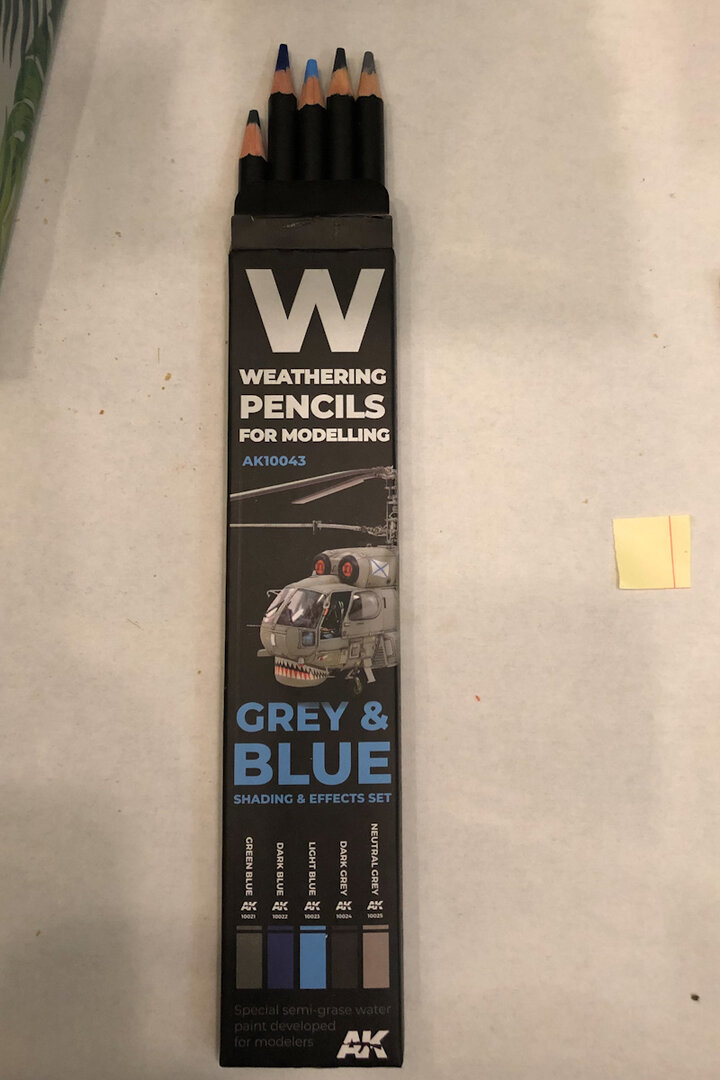 W
WEATHERING
PENCILS
FOR MODELLING
AK10043
GREY &
BLUE
SHADING & EFFECTS SET
GREEN BLUE
DARK BLUE
LIGHT BLUE
DARK GREY
NEUTRAL GREY
AK AK AK AK AK
10021 10022 10023 10024 10025
Special semi-grase water
paint developed
for modelers
AK